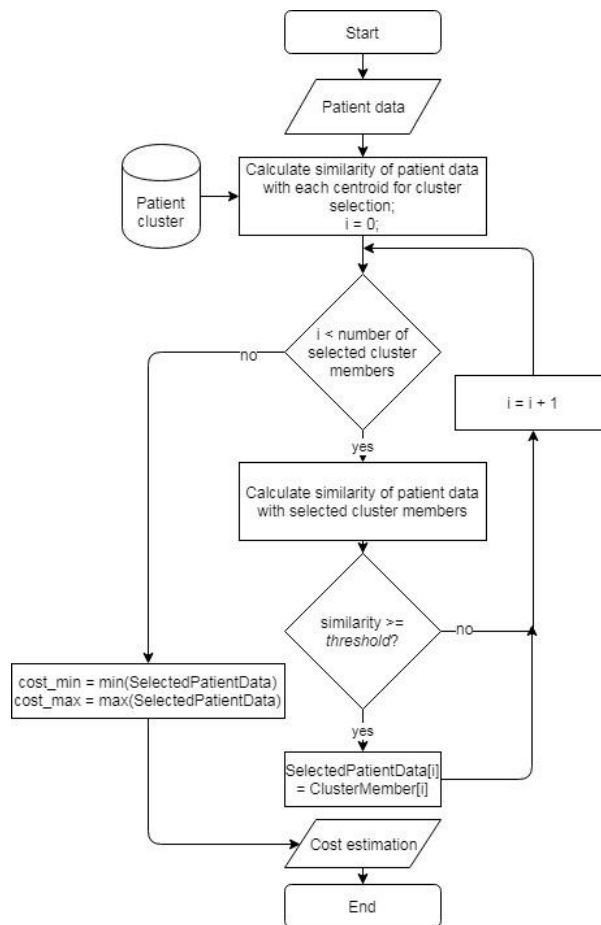 Start
Patient data
Patient
cluster
Calculate similarity of patient data
with each centroid for cluster
selection;
i = 0;
i < number of
selected cluster
members
no
yes
i = i + 1
Calculate similarity of patient data
with selected cluster members
similarity >=
threshold?
no
yes
cost_min = min(SelectedPatientData)
cost_max = max(SelectedPatientData)
SelectedPatientData[i]
= ClusterMember[i]
Cost estimation
End